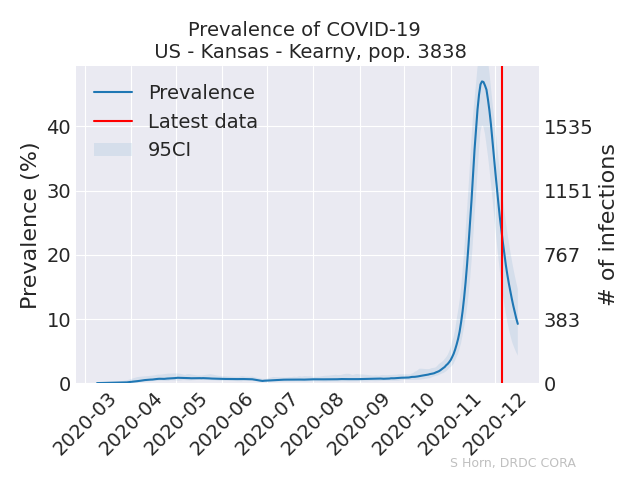 Prevalence of COVID-19
US - Kansas - Kearny, pop. 3838
Prevalence
Latest data
95CI
Prevalence (%)
40
30
20
10
0
1535
1151
767
383
0
# of infections
2020-03
2020-04
2020-05
2020-06
2020-07
2020-08
2020-09
2020-10
2020-11
2020-12
S Horn, DRDC CORA